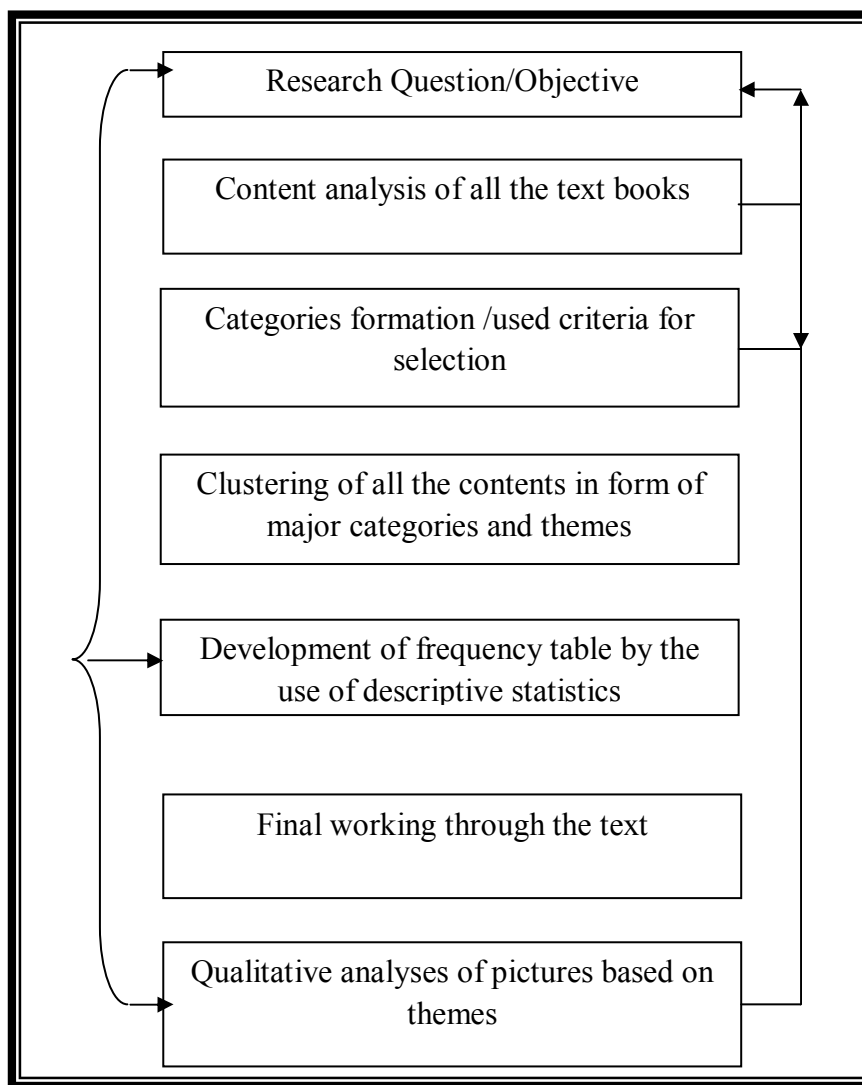 Research Question/Objective
Content analysis of all the text books
Categories formation /used criteria for
selection
Clustering of all the contents in form of
major categories and themes
Development of frequency table by the
use of descriptive statistics
Final working through the text
Qualitative analyses of pictures based on
themes